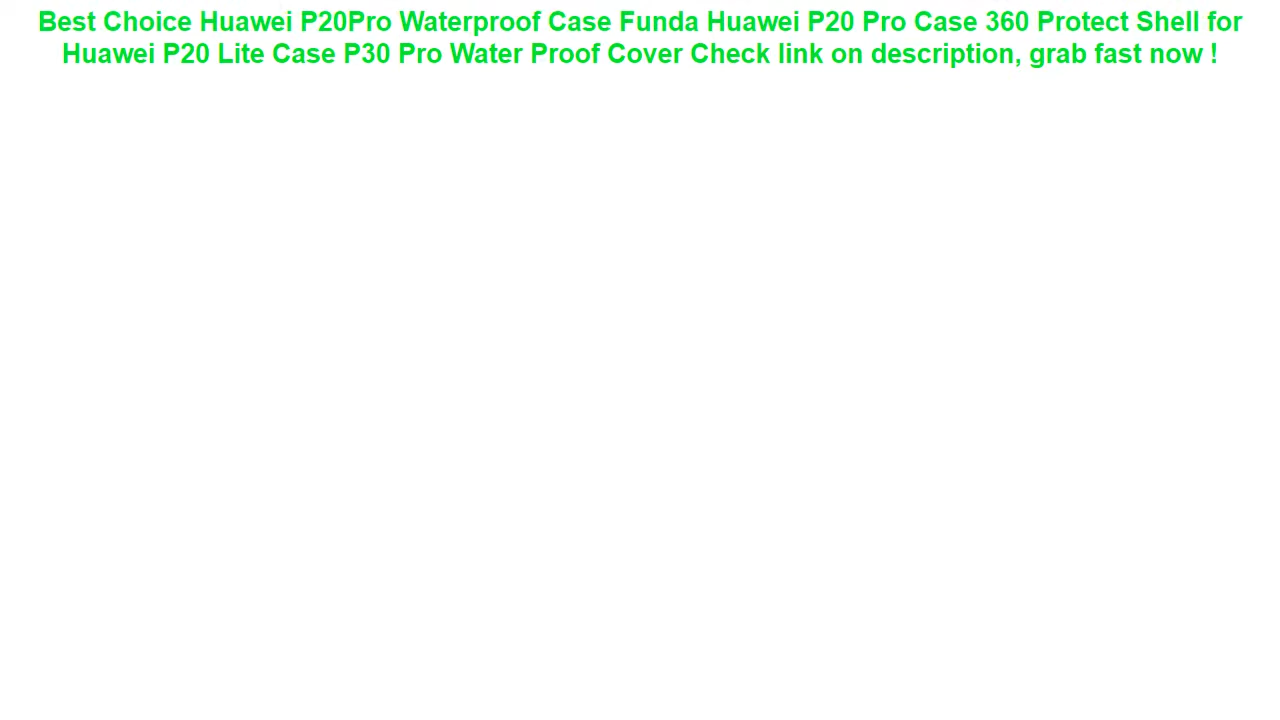 Best Choice Huawei P20Pro Waterproof Case Funda Huawei P20 Pro Case 360 Protect Shell for
Huawei P20 Lite Case P30 Pro Water Proof Cover Check link on description, grab fast now !